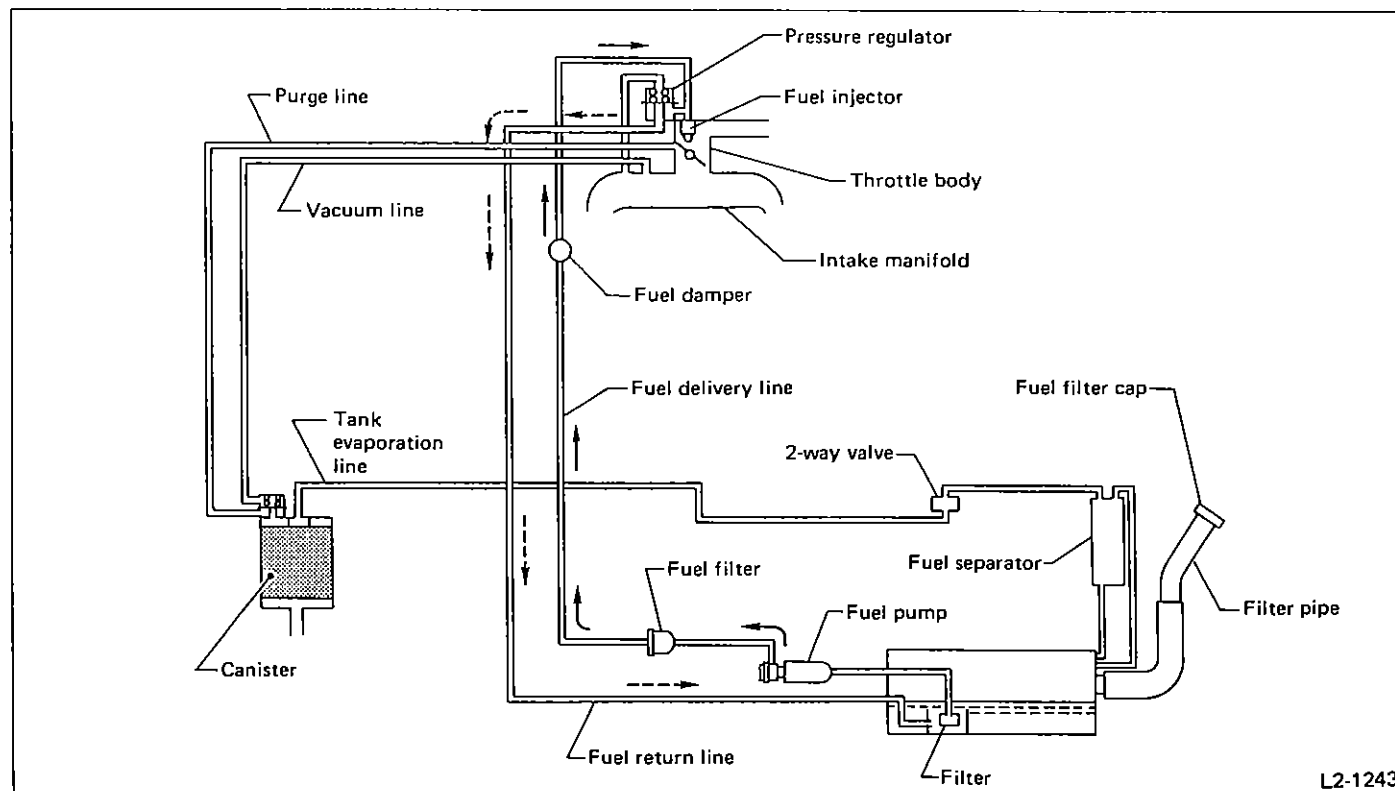 Pressure regulator
Purge line
Fuel injector
Throttle body
Vacuum line
Intake manifold
Fuel damper
Fuel delivery line
Fuel filter cap
Tank
evaporation
line
2-way valve
Fuel filter
Fuel separator
Fuel pump
Filter pipe
Canister
Fuel return line
Filter
L2-1243